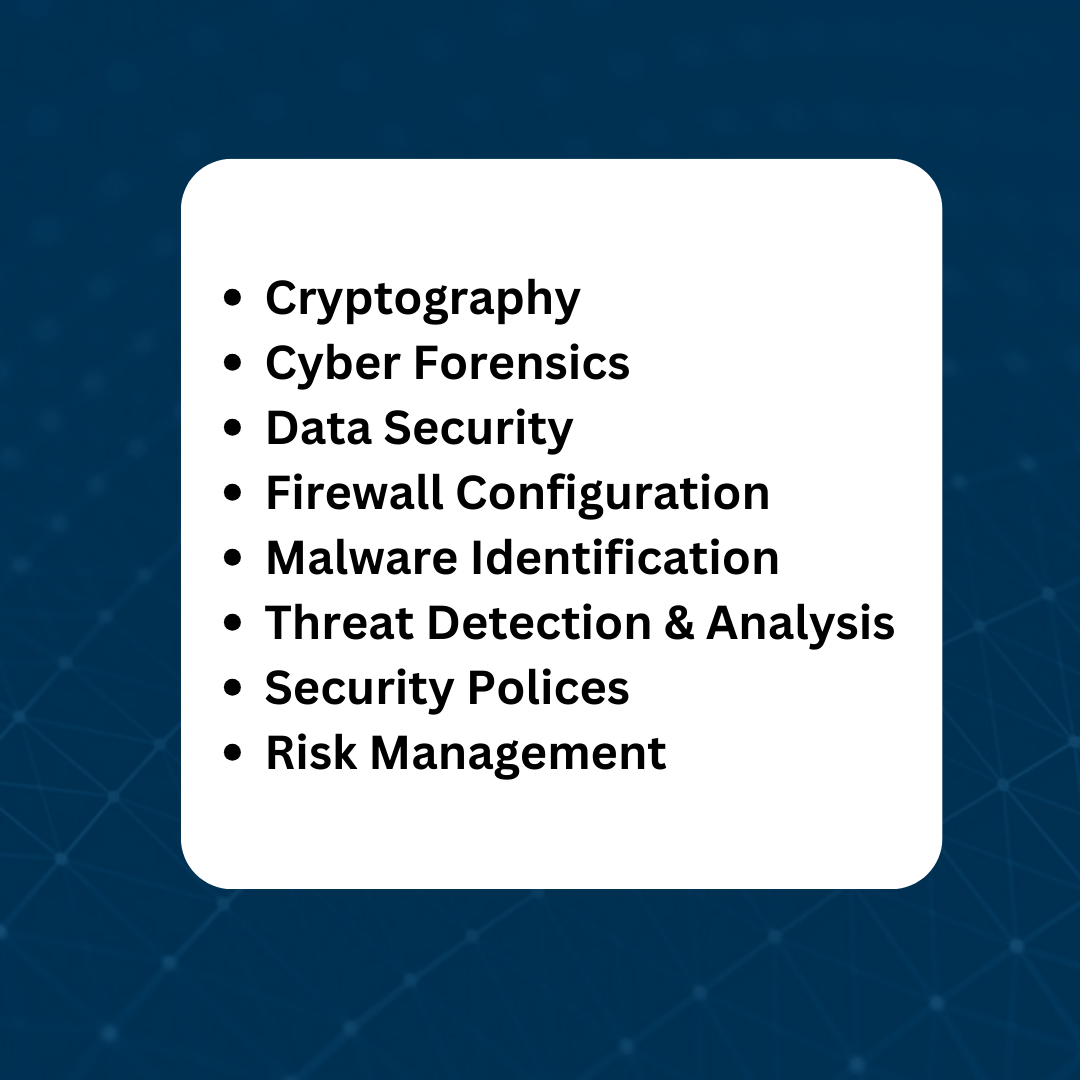 • Cryptography
• Cyber Forensics
• Data Security
• Firewall Configuration
• Malware Identification
• Threat Detection & Analysis
• Security Polices
• Risk Management